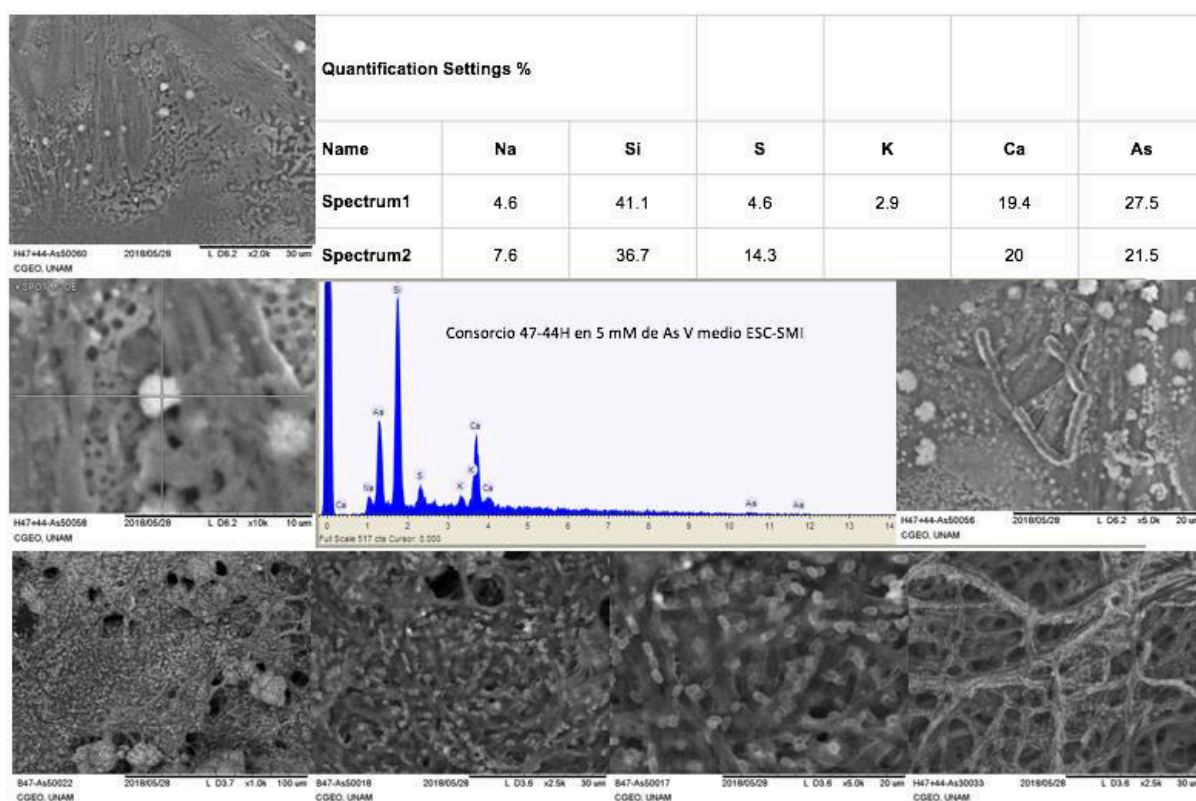 Quantification Settings %
Name Na Si S K Ca As
Spectrum1 4.6 41.1 4.6 2.9 19.4 27.5
Spectrum2 7.6 36.7 14.3 20 21.5
H47+44-As50060 2018/05/28 L D6.2 x2.0k 30 um
CGEO, UNAM
SPOT MODE
H47+44-As50058 2018/05/28 L D6.2 x10k 10 um
CGEO, UNAM
Consorcio 47-44H en 5 mM de As V medio ESC-SMI
Si
As
Ca
S
K
Na
K
Ca
Ca
As
As
0 1 2 3 4 5 6 7 8 9 10 11 12 13 14
Full Scale 517 cts Cursor: 0.000
H47+44-As50056 2018/05/28 L D6.2 x5.0k 20 um
CGEO, UNAM
B47-As50022 2018/05/28 L D3.7 x1.0k 100 um
CGEO, UNAM
B47-As50018 2018/05/28 L D3.6 x2.5k 30 um
CGEO, UNAM
B47-As50017 2018/05/28 L D3.6 x5.0k 20 um
CGEO, UNAM
H47+44-As30033 2018/05/28 L D3.6 x2.5k 30 um
CGEO, UNAM